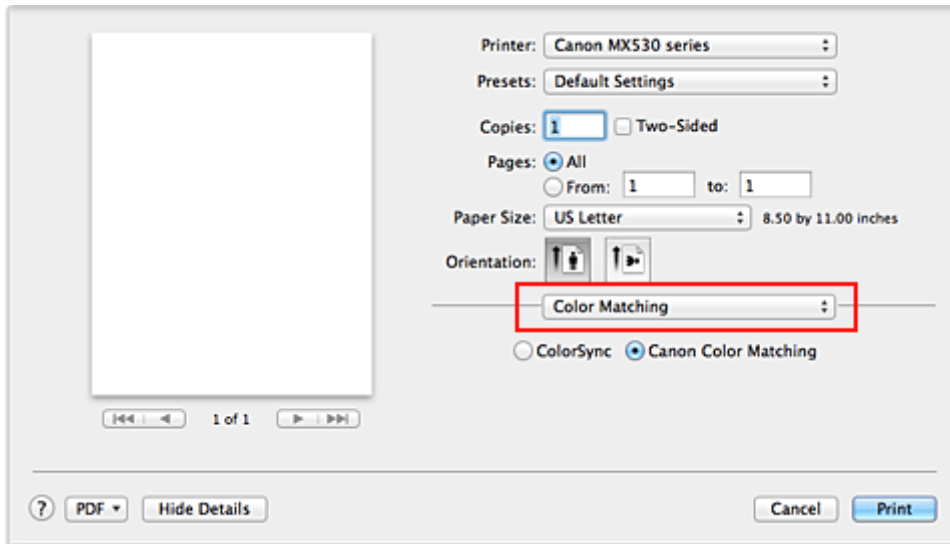 Printer: Canon MX530 series
Presets: Default Settings
Copies: 1 Two-Sided
Pages: All
From: 1 to: 1
Paper Size: US Letter 8.50 by 11.00 inches
Orientation:
Color Matching
ColorSync Canon Color Matching
1 of 1
? PDF Hide Details Cancel Print